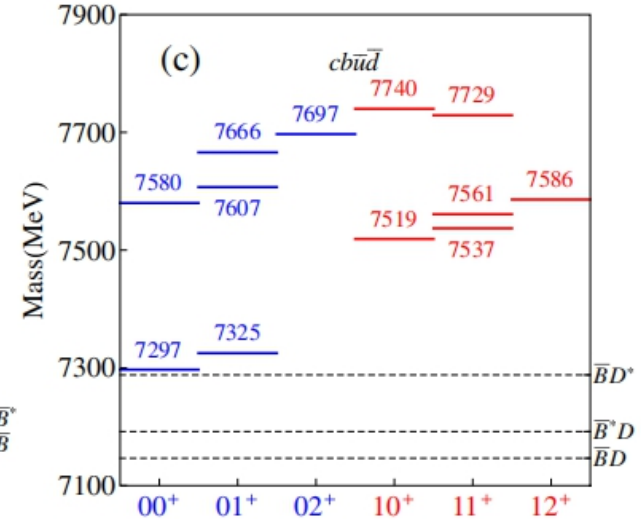 7900
(c)
cbūd̄
7740
7729
7697
7700
7666
7580
7607
7586
7561
7519
7537
7500
Mass(MeV)
7325
7297
7300
B̄D*
B̄*
B̄*D
B̄
B̄D
7100
00⁺ 01⁺ 02⁺ 10⁺ 11⁺ 12⁺